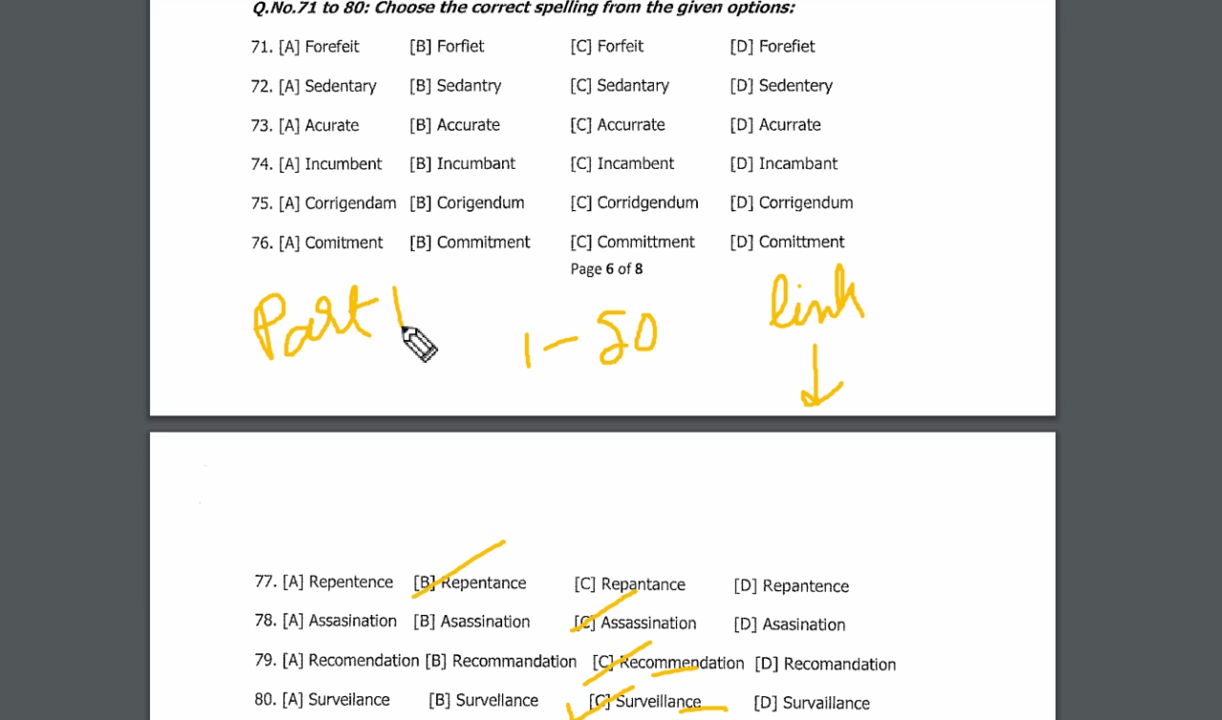 Q.No.71 to 80: Choose the correct spelling from the given options:
71. [A] Forefeit [B] Forfiet [C] Forfeit [D] Forefiet
72. [A] Sedentary [B] Sedantry [C] Sedantary [D] Sedentery
73. [A] Acurate [B] Accurate [C] Accurrate [D] Acurrate
74. [A] Incumbent [B] Incumbant [C] Incambent [D] Incambant
75. [A] Corrigendam [B] Corigendum [C] Corridgendum [D] Corrigendum
76. [A] Comitment [B] Commitment [C] Committment [D] Comittment
Page 6 of 8
Part 1 1-50 link
77. [A] Repentence [B] Repentance [C] Repantance [D] Repantence
78. [A] Assasination [B] Asassination [C] Assassination [D] Asasination
79. [A] Recomendation [B] Recommandation [C] Recommendation [D] Recomandation
80. [A] Surveilance [B] Survellance [C] Surveillance [D] Survaillance